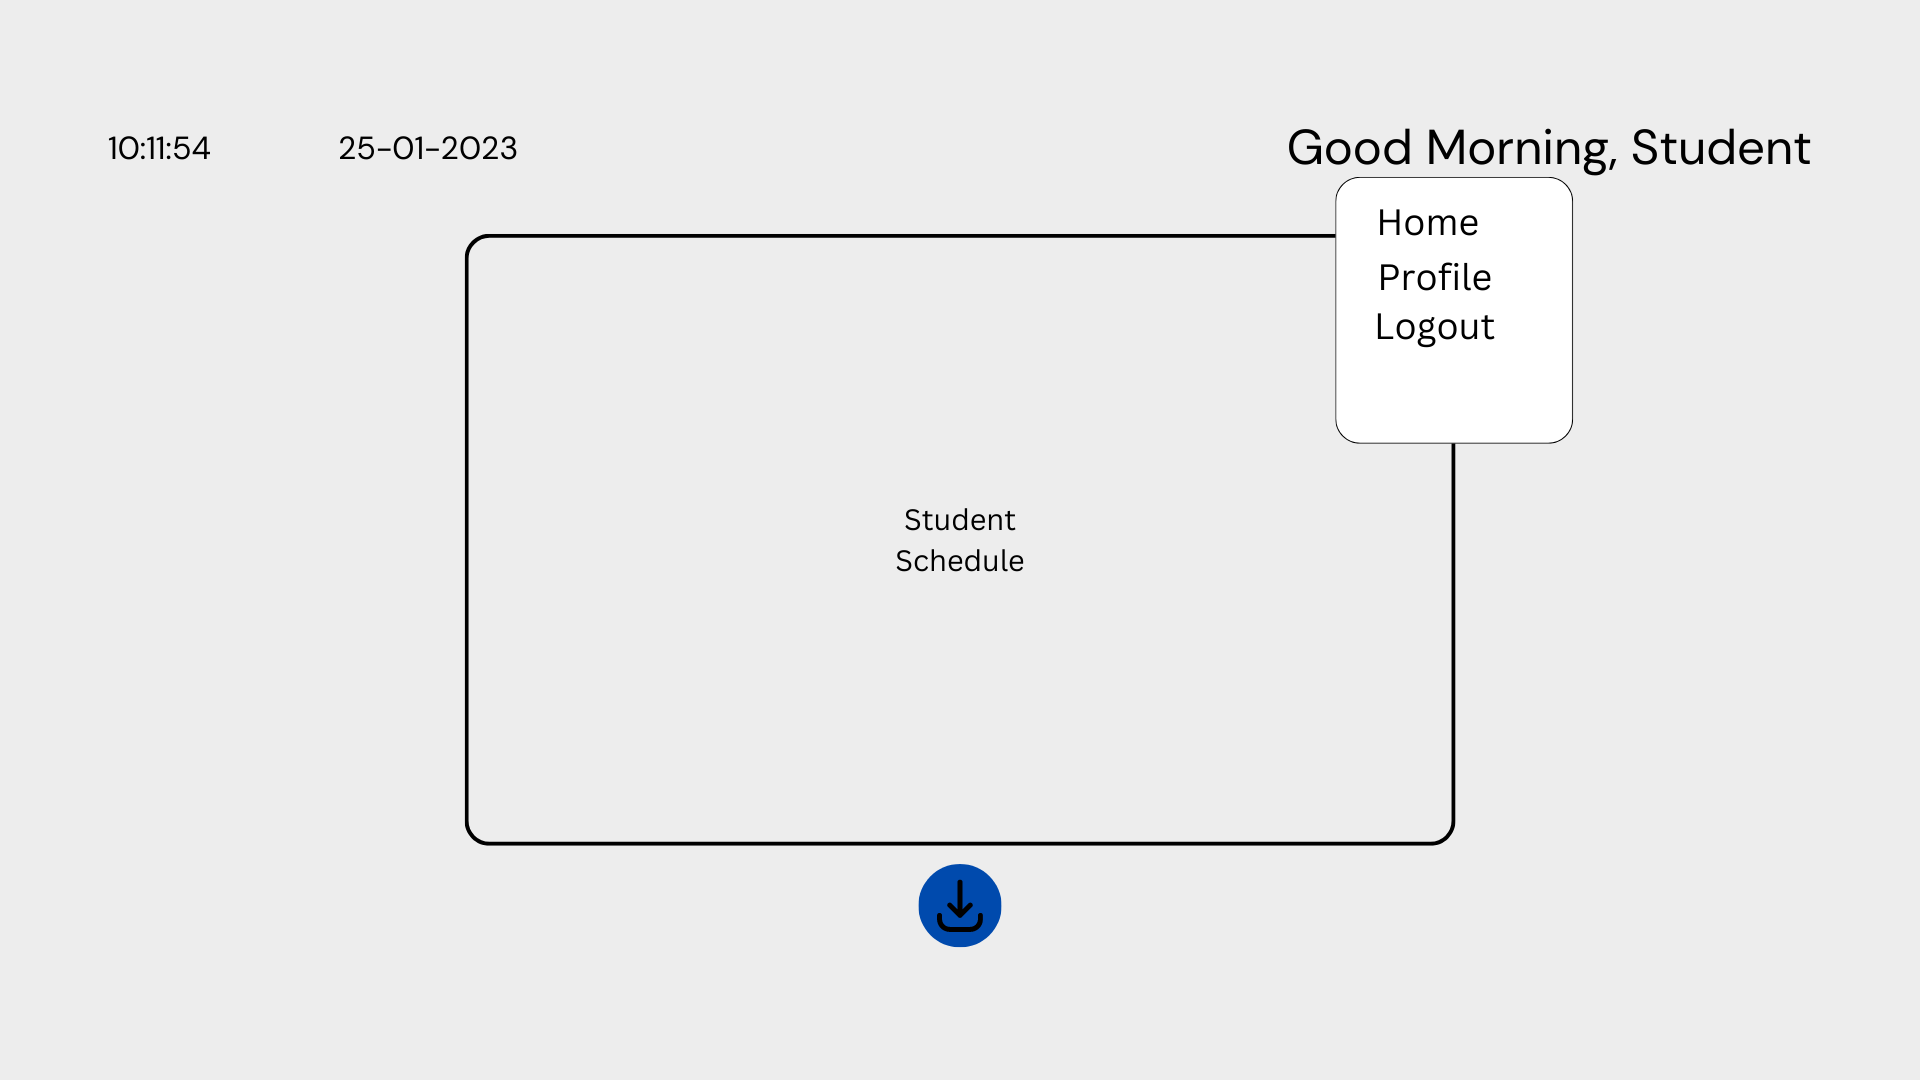 10:11:54
25-01-2023
Good Morning, Student
Home
Profile
Logout
Student
Schedule